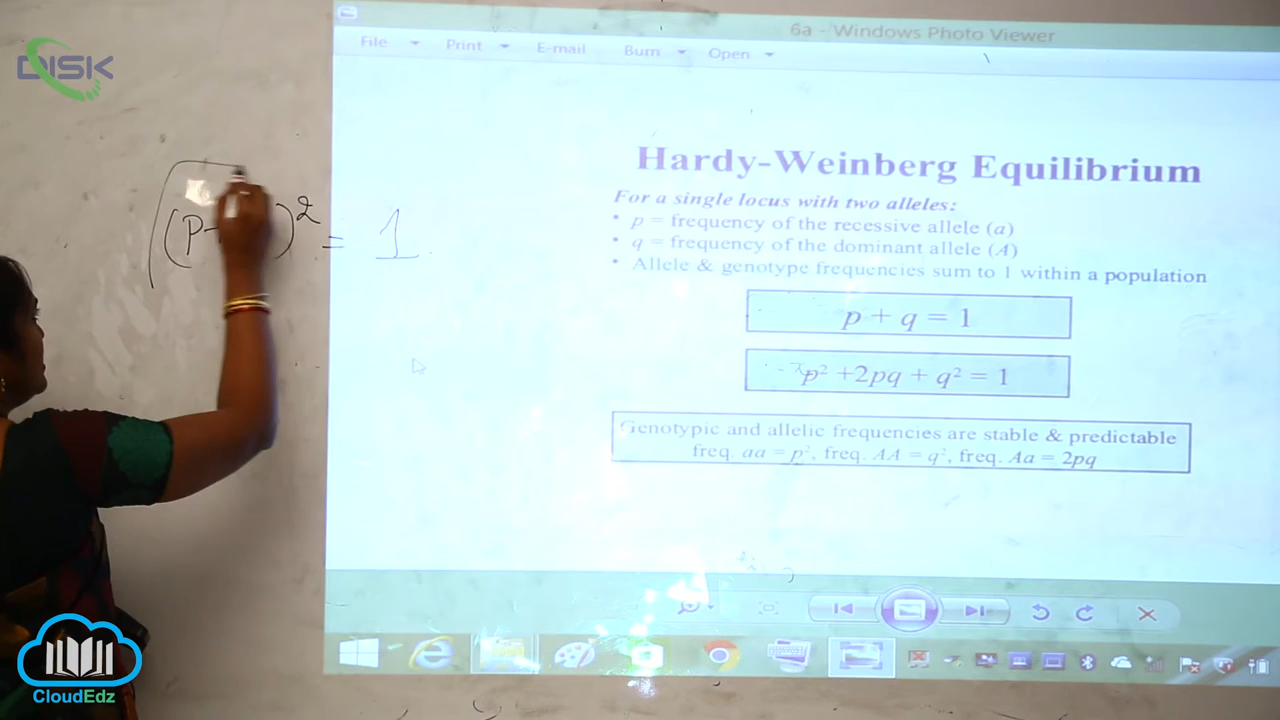 DISK
6a - Windows Photo Viewer
File Print E-mail Burn Open
(P+ )² = 1
Hardy-Weinberg Equilibrium
For a single locus with two alleles:
• p = frequency of the recessive allele (a)
• q = frequency of the dominant allele (A)
• Allele & genotype frequencies sum to 1 within a population
p + q = 1
p² +2pq + q² = 1
Genotypic and allelic frequencies are stable & predictable
freq. aa = p², freq. AA = q², freq. Aa = 2pq
CloudEdz